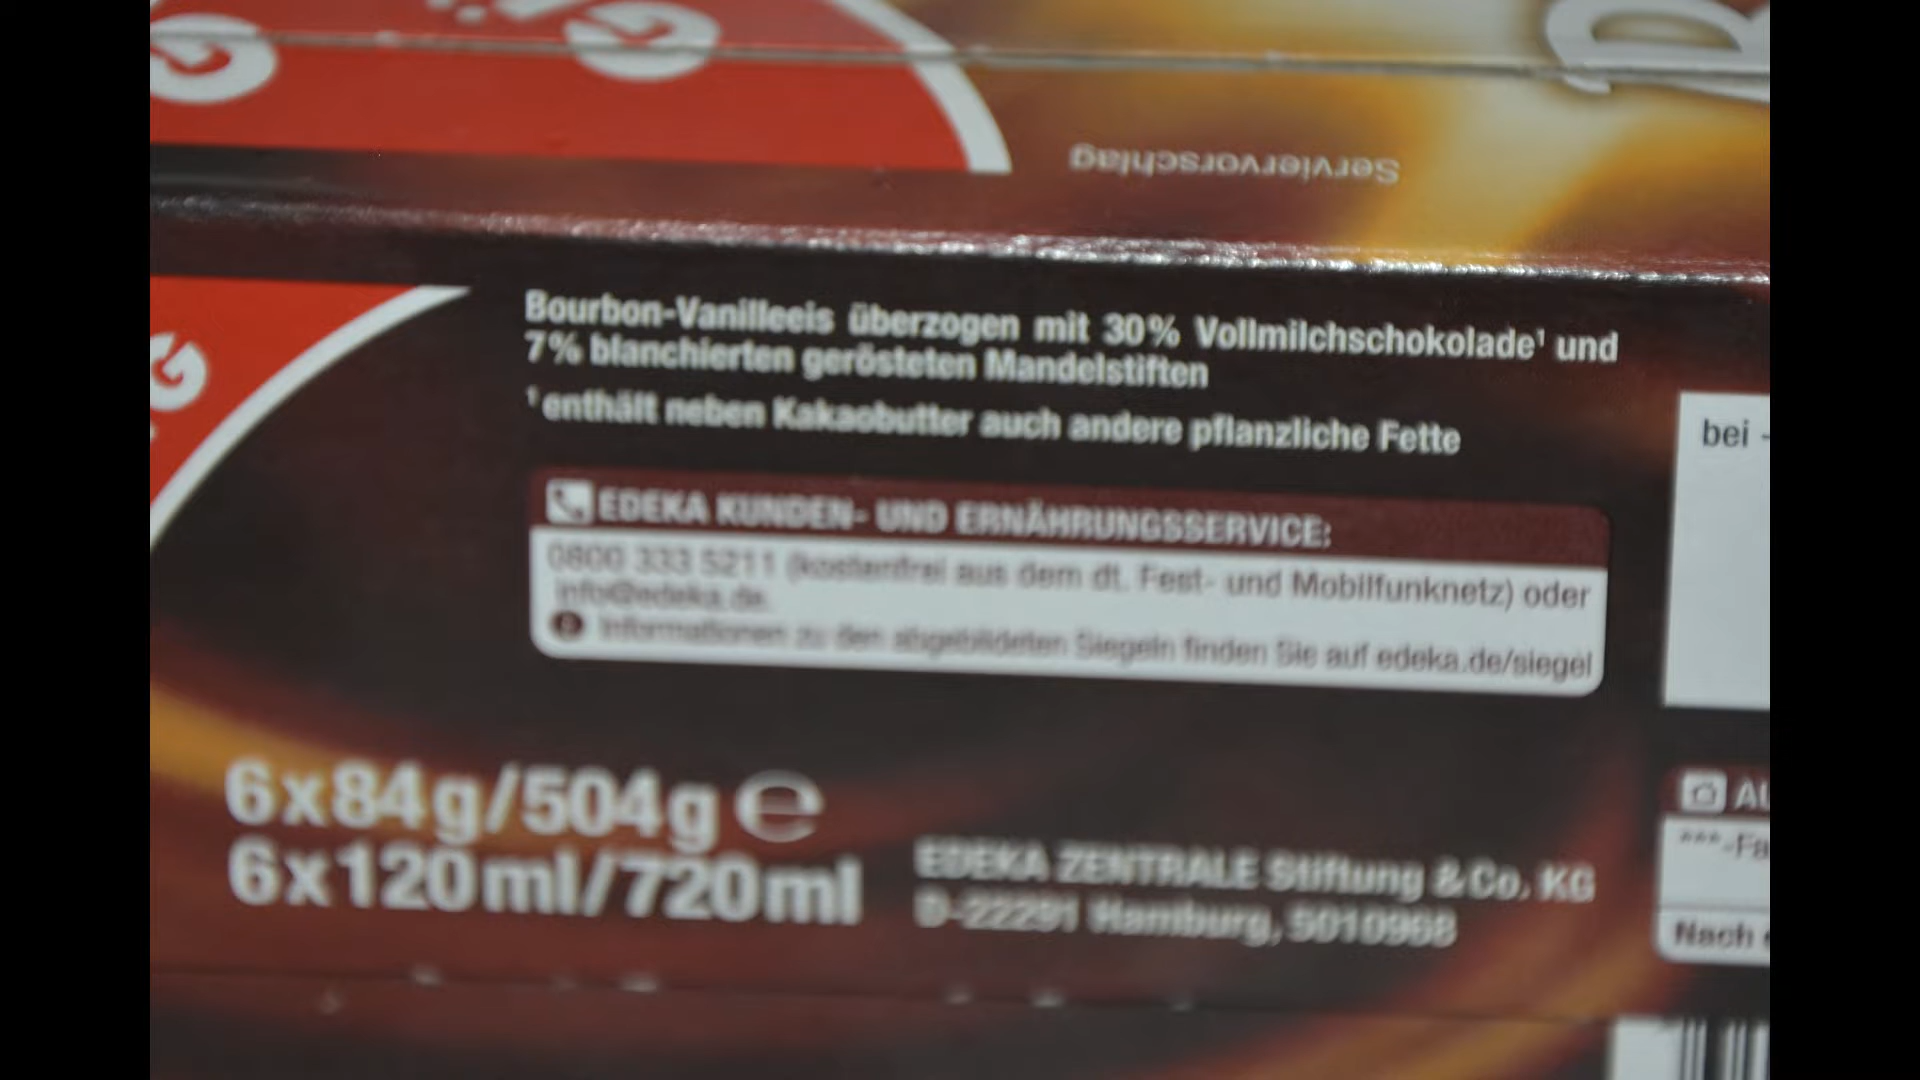 G
G
Serviervorschlag
Bourbon-Vanilleeis überzogen mit 30% Vollmilchschokolade¹ und
7% blanchierten gerösteten Mandelstiften
¹enthält neben Kakaobutter auch andere pflanzliche Fette
G
bei -
EDEKA KUNDEN- UND ERNÄHRUNGSSERVICE:
0800 333 5211 (kostenfrei aus dem dt. Fest- und Mobilfunknetz) oder
info@edeka.de.
Informationen zu den abgebildeten Siegeln finden Sie auf edeka.de/siegel
6x84g/504g ℮
6x120ml/720ml
EDEKA ZENTRALE Stiftung & Co. KG
D-22291 Hamburg, 5010968
***-Fa
Nach